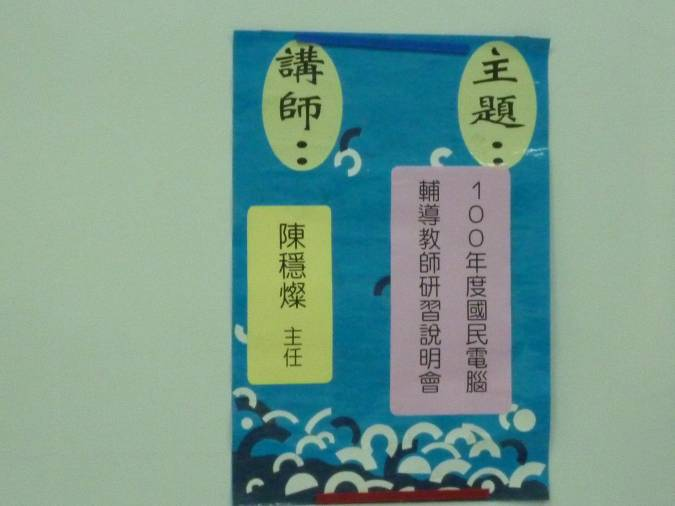 主題：
100年度國民電腦
輔導教師研習說明會
講師：
陳穩燦 主任